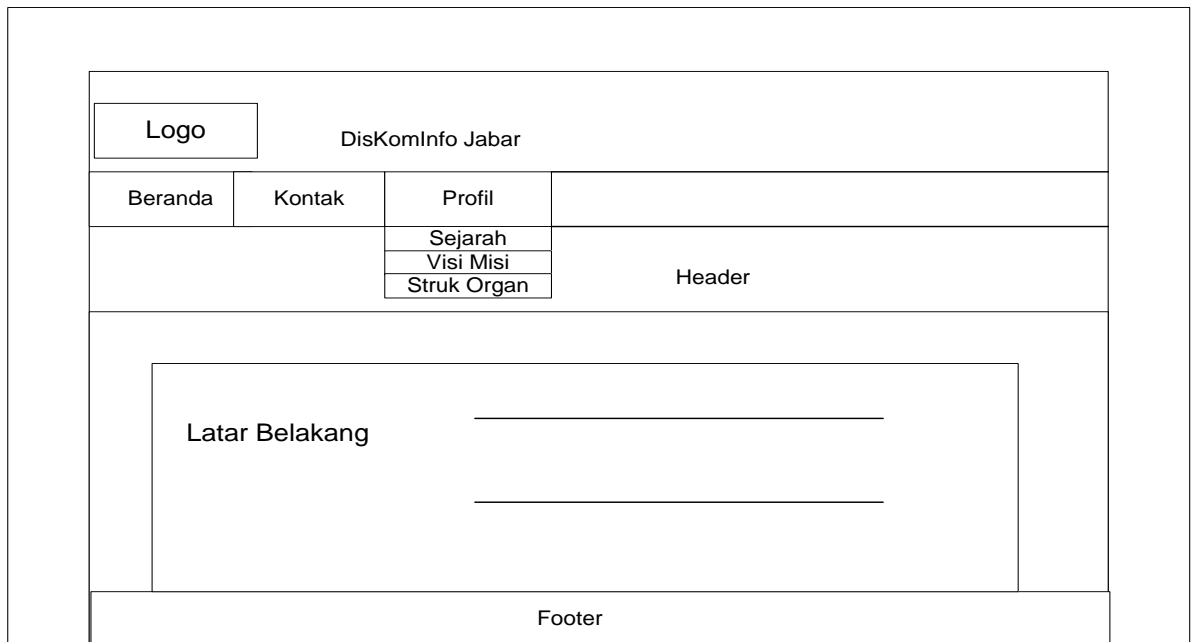 Logo
DisKomInfo Jabar
Beranda Kontak Profil
Sejarah
Visi Misi
Struk Organ
Header
Latar Belakang
Footer